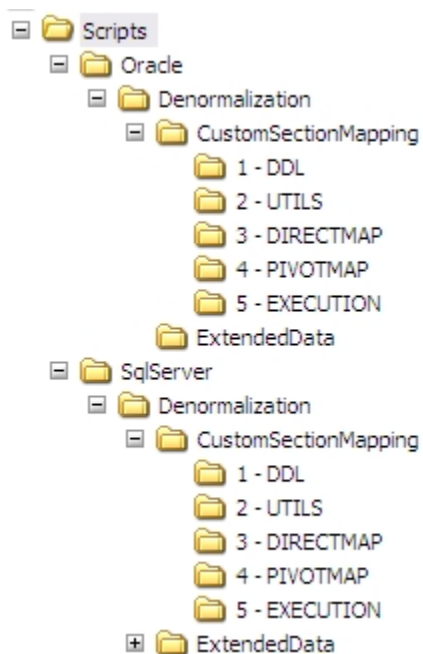 Scripts
Oracle
Denormalization
CustomSectionMapping
1 - DDL
2 - UTILS
3 - DIRECTMAP
4 - PIVOTMAP
5 - EXECUTION
ExtendedData
SqlServer
Denormalization
CustomSectionMapping
1 - DDL
2 - UTILS
3 - DIRECTMAP
4 - PIVOTMAP
5 - EXECUTION
ExtendedData